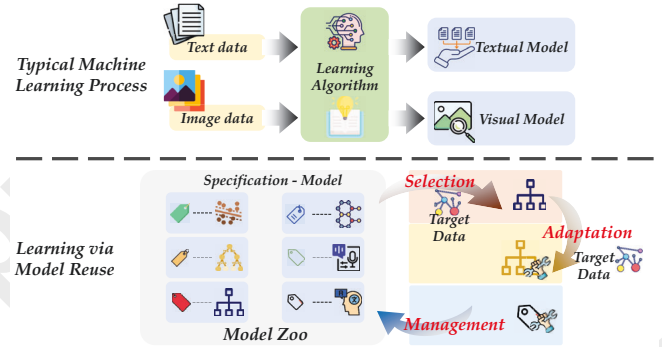 Typical Machine
Learning Process
Text data
Image data
Learning
Algorithm
Textual Model
Visual Model
Learning via
Model Reuse
Specification - Model
Model Zoo
Selection
Target
Data
Adaptation
Target
Data
Management